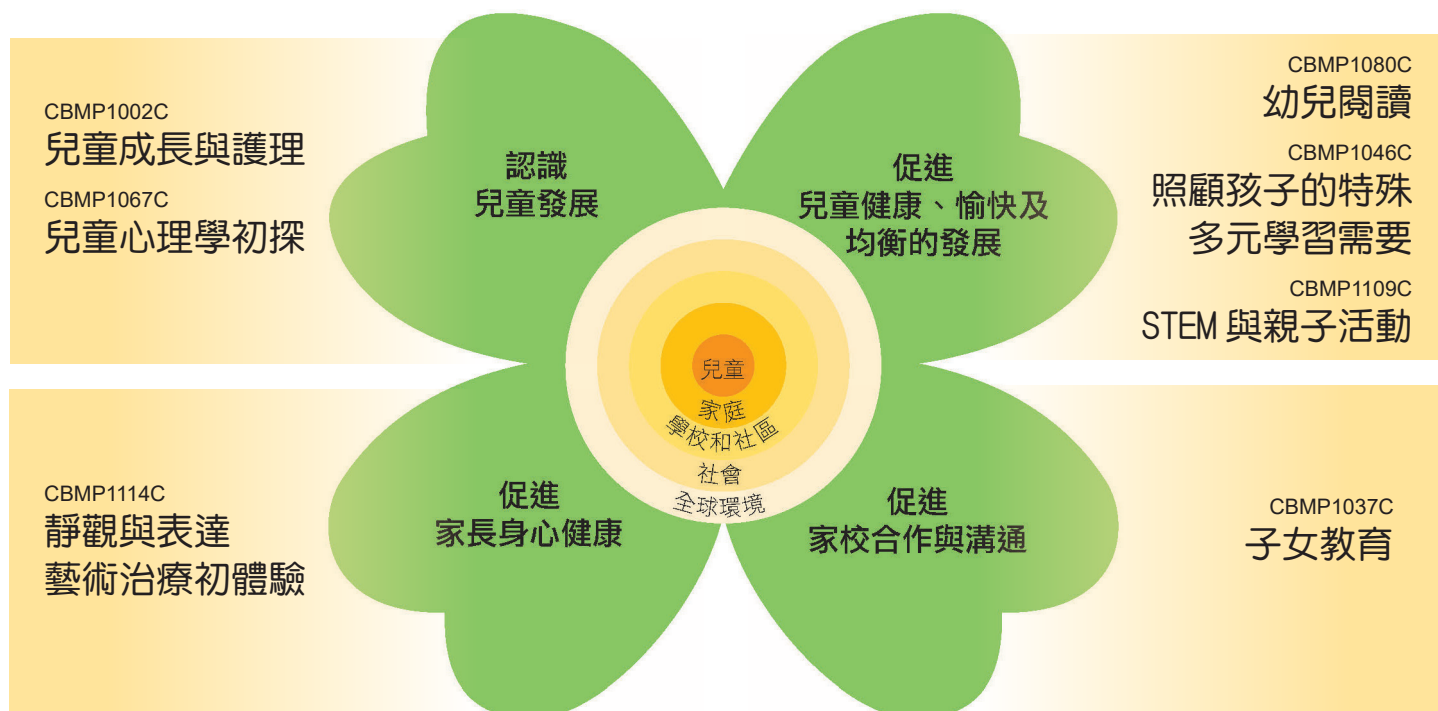 CBMP1002C
兒童成長與護理
CBMP1067C
兒童心理學初探
認識
兒童發展
促進
兒童健康、愉快及
均衡的發展
CBMP1080C
幼兒閱讀
CBMP1046C
照顧孩子的特殊
多元學習需要
CBMP1109C
STEM 與親子活動
兒童
家庭
學校和社區
社會
全球環境
CBMP1114C
靜觀與表達
藝術治療初體驗
促進
家長身心健康
促進
家校合作與溝通
CBMP1037C
子女教育